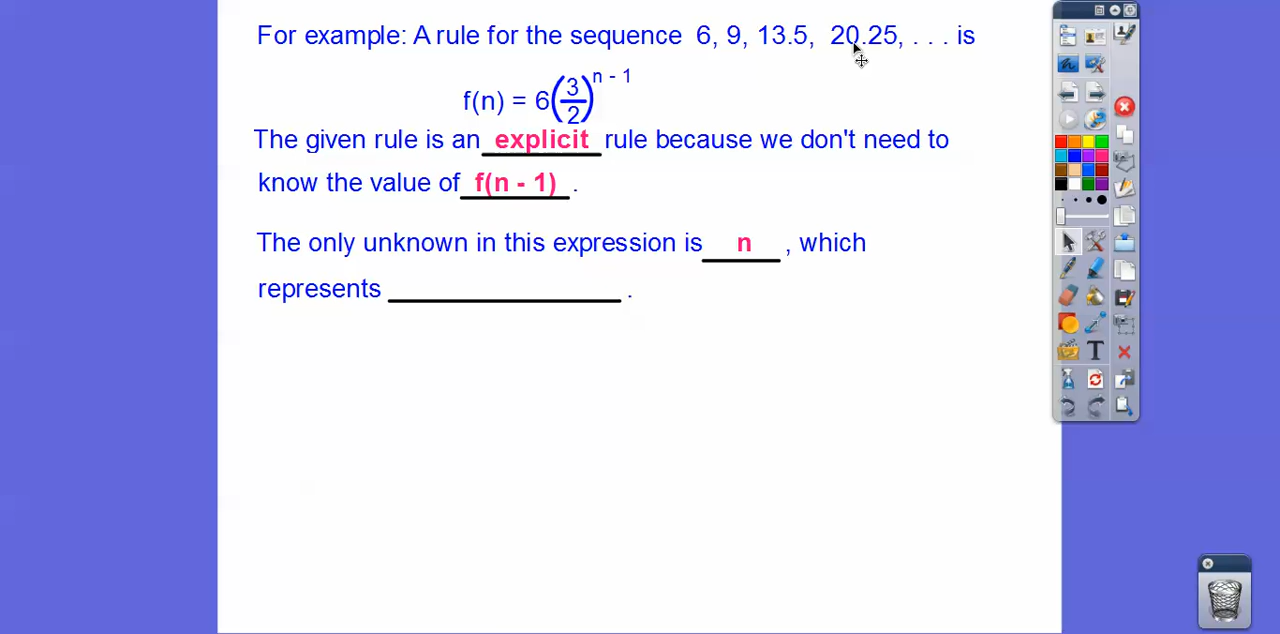 For example: A rule for the sequence 6, 9, 13.5, 20.25, . . . is
f(n) = 6(3/2)^n - 1
The given rule is an explicit rule because we don't need to
know the value of f(n - 1) .
The only unknown in this expression is n , which
represents ____________ .